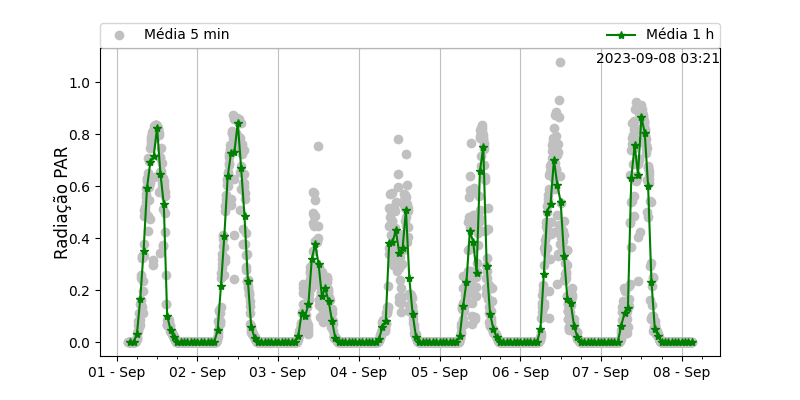 Média 5 min
Média 1 h
2023-09-08 03:21
Radiação PAR
1.0
0.8
0.6
0.4
0.2
0.0
01 - Sep
02 - Sep
03 - Sep
04 - Sep
05 - Sep
06 - Sep
07 - Sep
08 - Sep